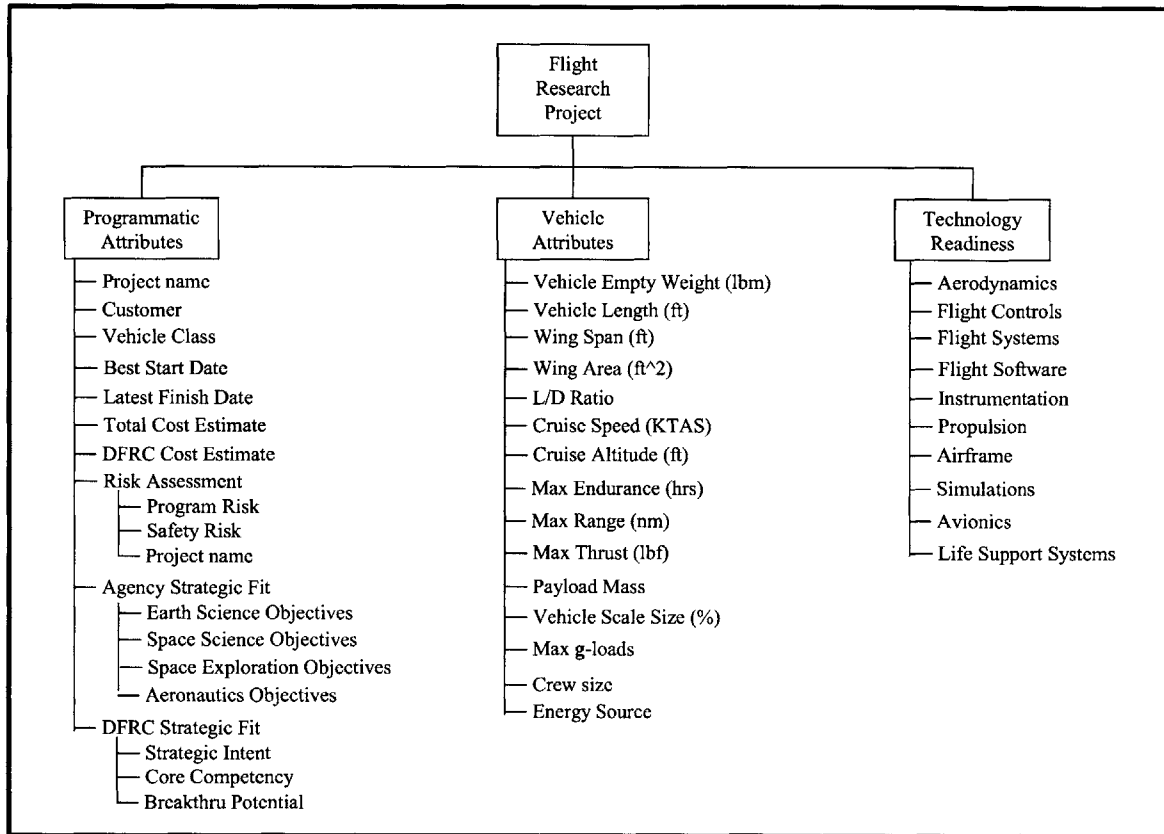 Flight
Research
Project
Programmatic
Attributes
Project name
Customer
Vehicle Class
Best Start Date
Latest Finish Date
Total Cost Estimate
DFRC Cost Estimate
Risk Assessment
Program Risk
Safety Risk
Project name
Agency Strategic Fit
Earth Science Objectives
Space Science Objectives
Space Exploration Objectives
Aeronautics Objectives
DFRC Strategic Fit
Strategic Intent
Core Competency
Breakthru Potential
Vehicle
Attributes
Vehicle Empty Weight (lbm)
Vehicle Length (ft)
Wing Span (ft)
Wing Area (ft^2)
L/D Ratio
Cruise Speed (KTAS)
Cruise Altitude (ft)
Max Endurance (hrs)
Max Range (nm)
Max Thrust (lbf)
Payload Mass
Vehicle Scale Size (%)
Max g-loads
Crew size
Energy Source
Technology
Readiness
Aerodynamics
Flight Controls
Flight Systems
Flight Software
Instrumentation
Propulsion
Airframe
Simulations
Avionics
Life Support Systems